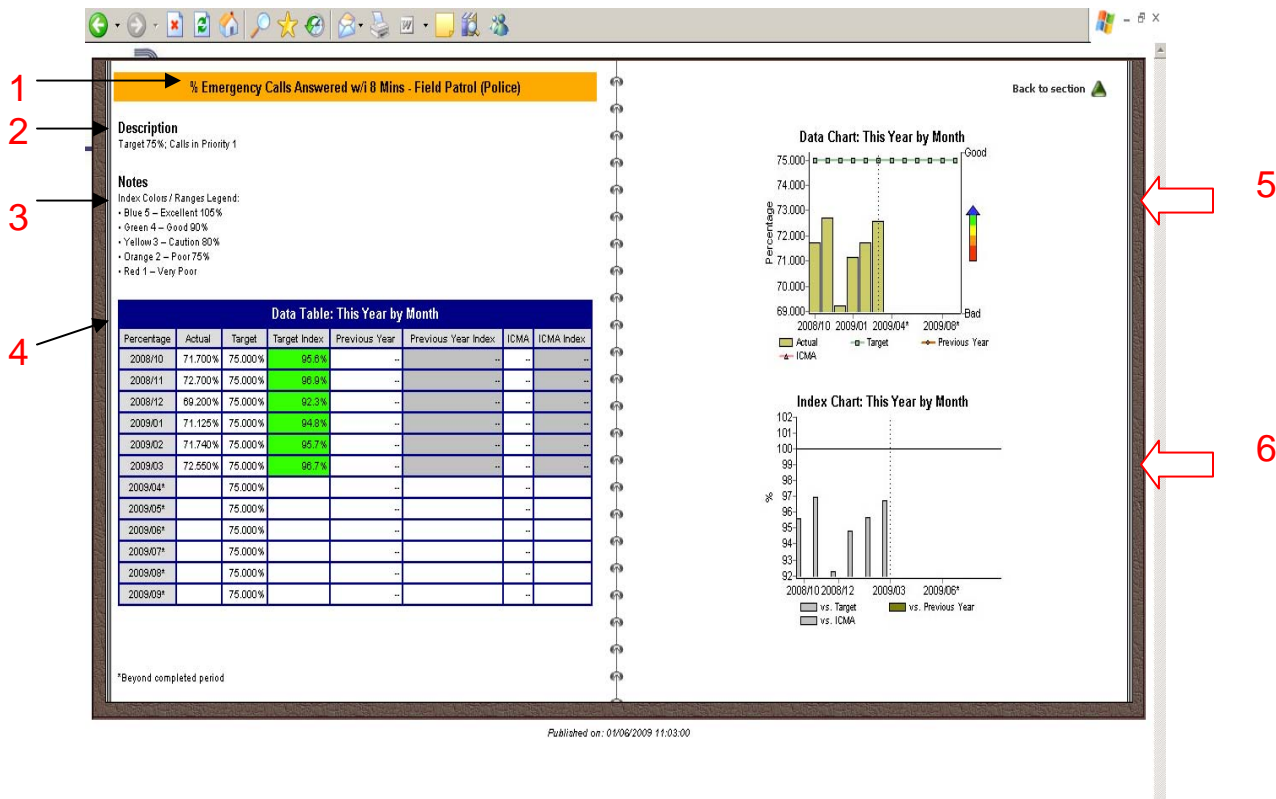 1
% Emergency Calls Answered w/i 8 Mins - Field Patrol (Police)
2
Description
Target 75%; Calls in Priority 1
3
Notes
Index Colors / Ranges Legend:
• Blue 5 – Excellent 105%
• Green 4 – Good 90%
• Yellow 3 – Caution 80%
• Orange 2 – Poor 75%
• Red 1 – Very Poor
4
Data Table: This Year by Month
Percentage Actual Target Target Index Previous Year Previous Year Index ICMA ICMA Index
2008/10 71.700% 75.000% 95.6% -- -- -- --
2008/11 72.700% 75.000% 96.9% -- -- -- --
2008/12 69.200% 75.000% 92.3% -- -- -- --
2009/01 71.125% 75.000% 94.8% -- -- -- --
2009/02 71.740% 75.000% 95.7% -- -- -- --
2009/03 72.550% 75.000% 96.7% -- -- -- --
2009/04* 75.000% -- --
2009/05* 75.000% -- --
2009/06* 75.000% -- --
2009/07* 75.000% -- --
2009/08* 75.000% -- --
2009/09* 75.000% -- --
*Beyond completed period
Back to section
Data Chart: This Year by Month
75.000
74.000
73.000
72.000
71.000
70.000
69.000
Percentage
Good
Bad
2008/10 2009/01 2009/04* 2009/08*
Actual Target Previous Year
ICMA
5
Index Chart: This Year by Month
102
101
100
99
98
97
96
95
94
93
92
%
2008/10 2008/12 2009/03 2009/06*
vs. Target vs. Previous Year
vs. ICMA
6
Published on: 01/06/2009 11:03:00